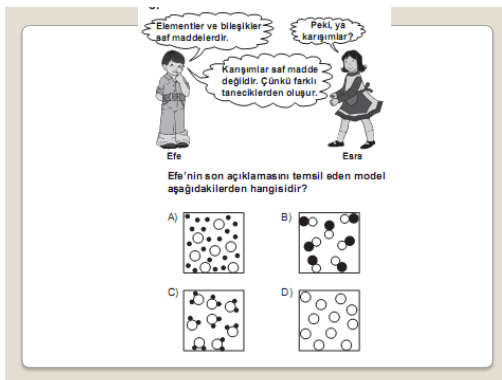 Elementler ve bileşikler
saf maddelerdir.
Peki, ya
karışımlar?
Karışımlar saf madde
değildir. Çünkü farklı
taneciklerden oluşur.
Efe
Esra
Efe'nin son açıklamasını temsil eden model
aşağıdakilerden hangisidir?
A)
B)
C)
D)